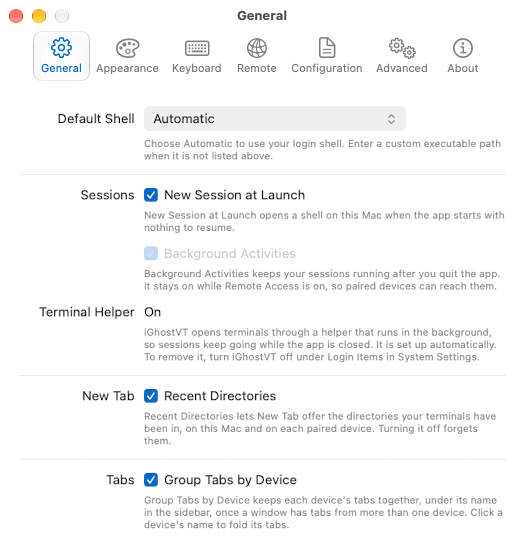 General
General
Appearance
Keyboard
Remote
Configuration
Advanced
About
Default Shell
Automatic
Choose Automatic to use your login shell. Enter a custom executable path
when it is not listed above.
Sessions
New Session at Launch
New Session at Launch opens a shell on this Mac when the app starts with
nothing to resume.
Background Activities
Background Activities keeps your sessions running after you quit the app.
It stays on while Remote Access is on, so paired devices can reach them.
Terminal Helper
On
iGhostVT opens terminals through a helper that runs in the background,
so sessions keep going while the app is closed. It is set up automatically.
To remove it, turn iGhostVT off under Login Items in System Settings.
New Tab
Recent Directories
Recent Directories lets New Tab offer the directories your terminals have
been in, on this Mac and on each paired device. Turning it off forgets
them.
Tabs
Group Tabs by Device
Group Tabs by Device keeps each device's tabs together, under its name
in the sidebar, once a window has tabs from more than one device. Click a
device's name to fold its tabs.